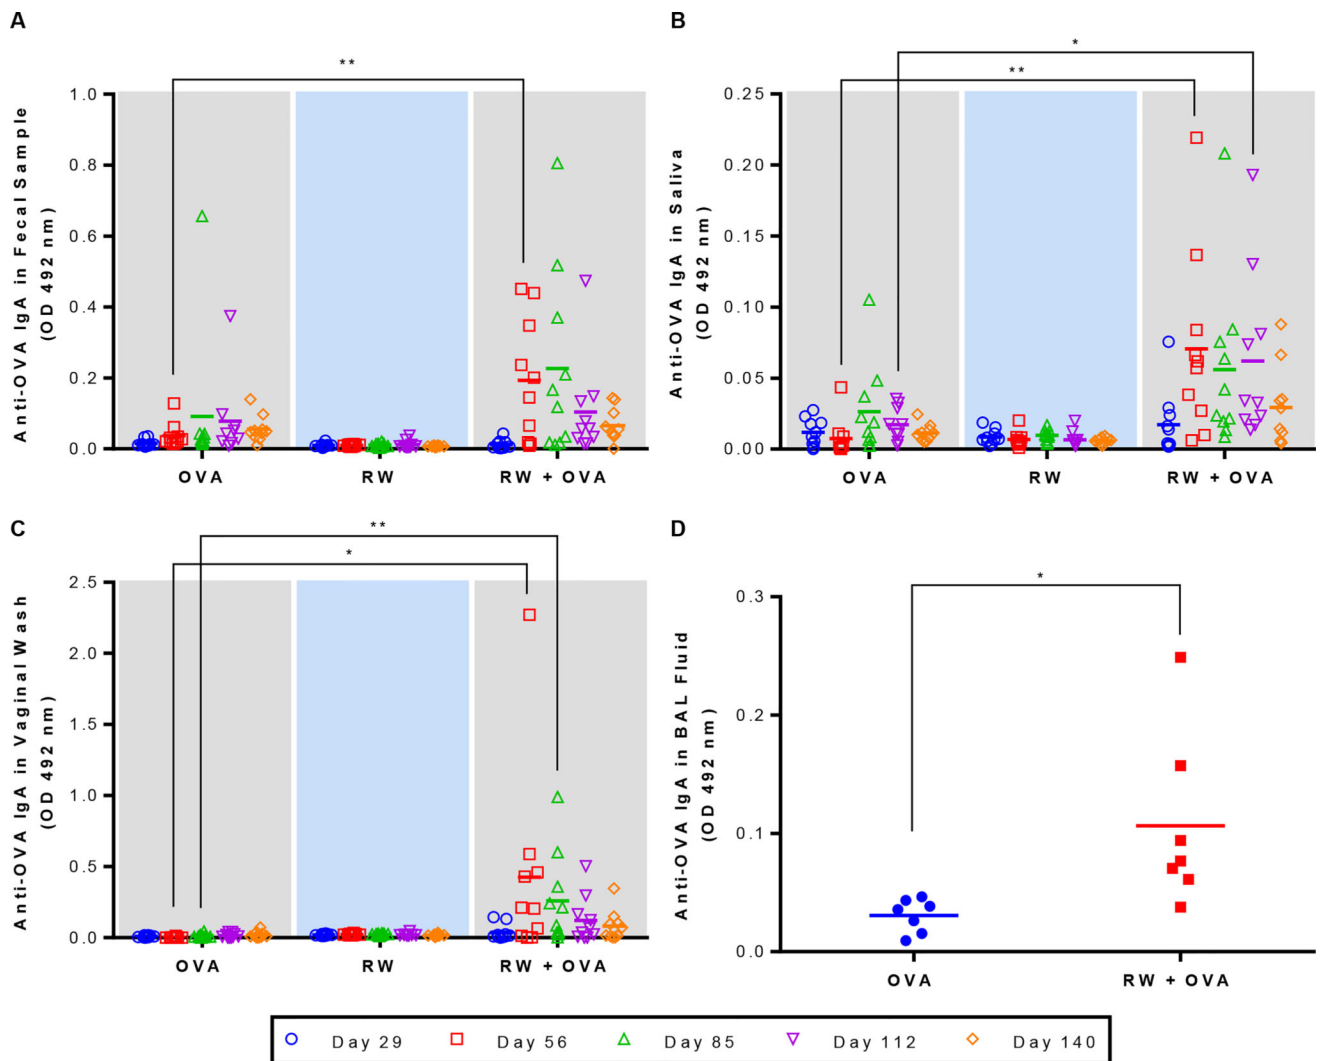 A
Anti-OVA IgA in Fecal Sample
(OD 492 nm)
1.0
0.8
0.6
0.4
0.2
0.0
**
OVA
RW
RW + OVA
B
Anti-OVA IgA in Saliva
(OD 492 nm)
0.25
0.20
0.15
0.10
0.05
0.00
*
**
OVA
RW
RW + OVA
C
Anti-OVA IgA in Vaginal Wash
(OD 492 nm)
2.5
2.0
1.5
1.0
0.5
0.0
**
*
OVA
RW
RW + OVA
D
Anti-OVA IgA in BAL Fluid
(OD 492 nm)
0.3
0.2
0.1
0.0
*
OVA
RW + OVA
Day 29 Day 56 Day 85 Day 112 Day 140